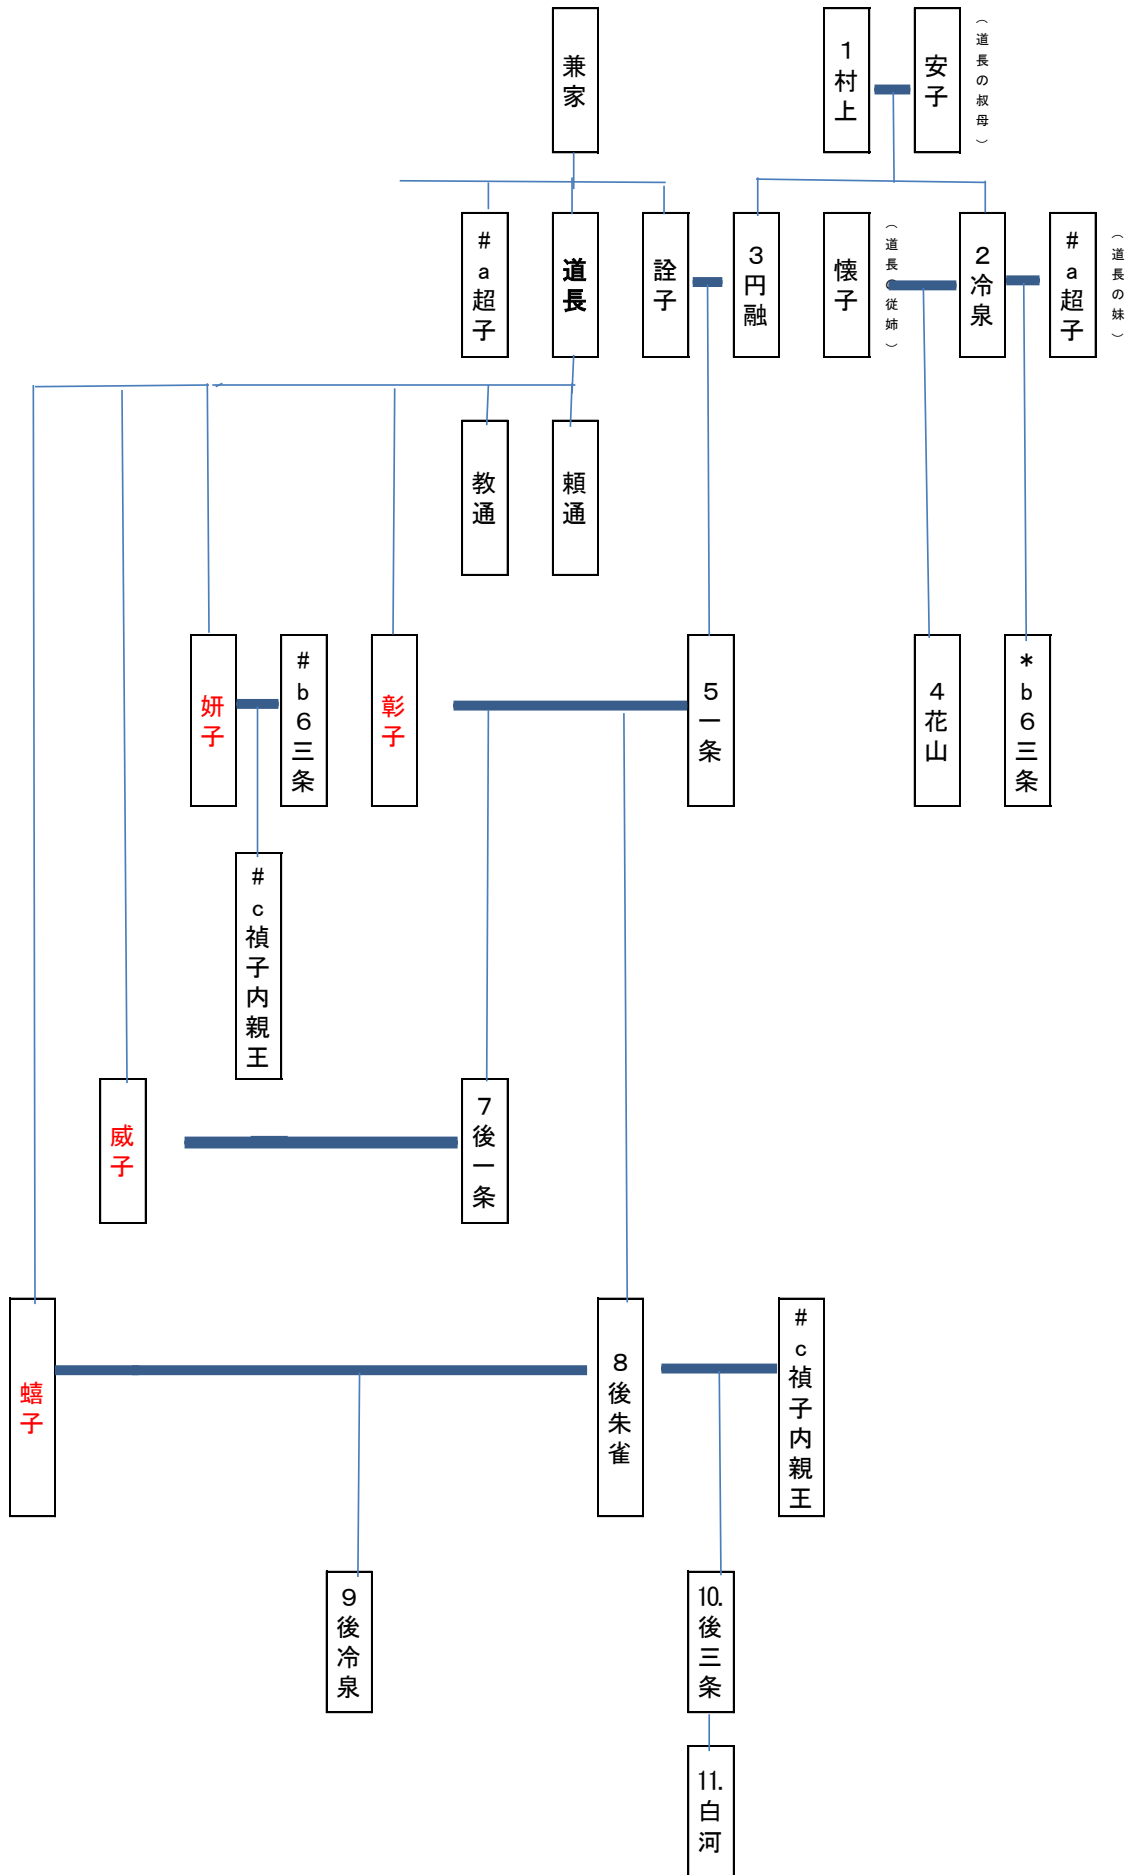 兼家
1村上
安子
（道長の叔母）
#a超子
道長
詮子
3円融
懐子
（道長の従姉）
2冷泉
#a超子
（道長の妹）
教通
頼通
妍子
#b6三条
彰子
5一条
4花山
*b6三条
#c禎子内親王
威子
7後一条
嬉子
8後朱雀
#c禎子内親王
9後冷泉
10.後三条
11.白河